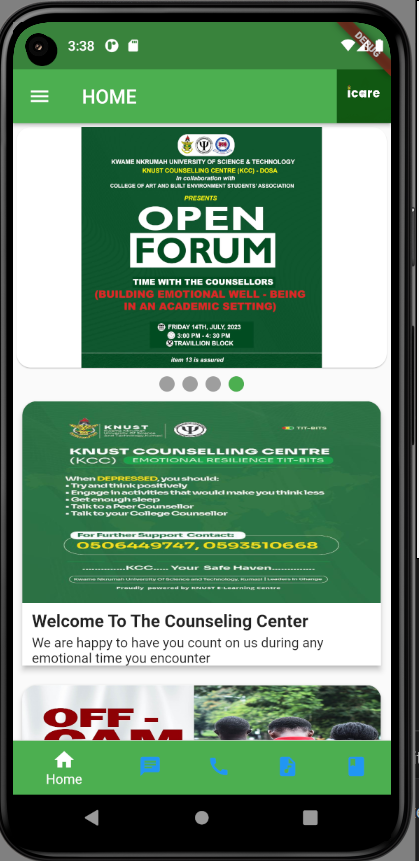 3:38
DEBUG
HOME
icare
KWAME NKRUMAH UNIVERSITY OF SCIENCE & TECHNOLOGY
KNUST COUNSELLING CENTRE (KCC) - DOSA
in collaboration with
COLLEGE OF ART AND BUILT ENVIRONMENT STUDENTS' ASSOCIATION
PRESENTS
OPEN
FORUM
TIME WITH THE COUNSELLORS
(BUILDING EMOTIONAL WELL - BEING
IN AN ACADEMIC SETTING)
FRIDAY 14TH, JULY, 2023
3:00 PM- 4: 30 PM
TRAVILLION BLOCK
item 13 is assured
KNUST
TIT-BITS
KNUST COUNSELLING CENTRE
(KCC) EMOTIONAL RESILIENCE TIT-BITS
When DEPRESSED, you should:
• Try and think positively
• Engage in activities that would make you think less
• Get enough sleep
• Talk to a Peer Counsellor
• Talk to your College Counsellor
For Further Support Contact:
0506449747, 0593510668
..............KCC..... Your Safe Haven..............
Kwame Nkrumah University Of Science and Technology, Kumasi | Leaders in Change
Proudly powered by KNUST E-Learning Centre
Welcome To The Counseling Center
We are happy to have you count on us during any
emotional time you encounter
OFF -
CAM
Home